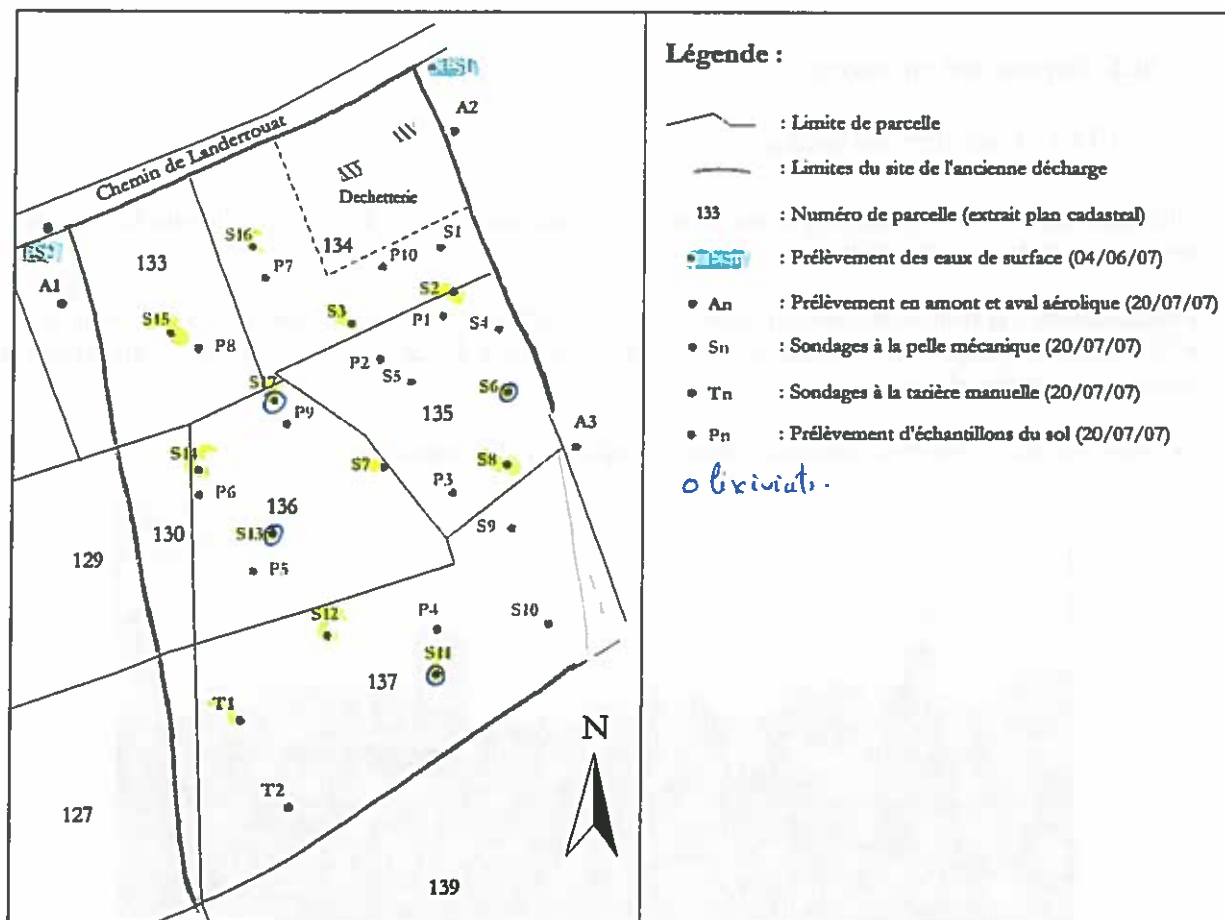 Légende :
: Limite de parcelle
: Limites du site de l'ancienne décharge
133 : Numéro de parcelle (extrait plan cadastral)
ESn : Prélèvement des eaux de surface (04/06/07)
An : Prélèvement en amont et aval aérolique (20/07/07)
Sn : Sondages à la pelle mécanique (20/07/07)
Tn : Sondages à la tarière manuelle (20/07/07)
Pn : Prélèvement d'échantillons du sol (20/07/07)
o lixiviats.
ES1
A2
Chemin de Landerrouat
Dechetterie
S16
134
S1
P10
133
P7
A1
S2
S3
P1
S4
S15
P8
P2
S5
S17
S6
P9
135
A3
S14
S7
S8
P6
P3
136
S9
130
S13
129
P5
S12
P4
S10
S11
137
T1
N
T2
127
139